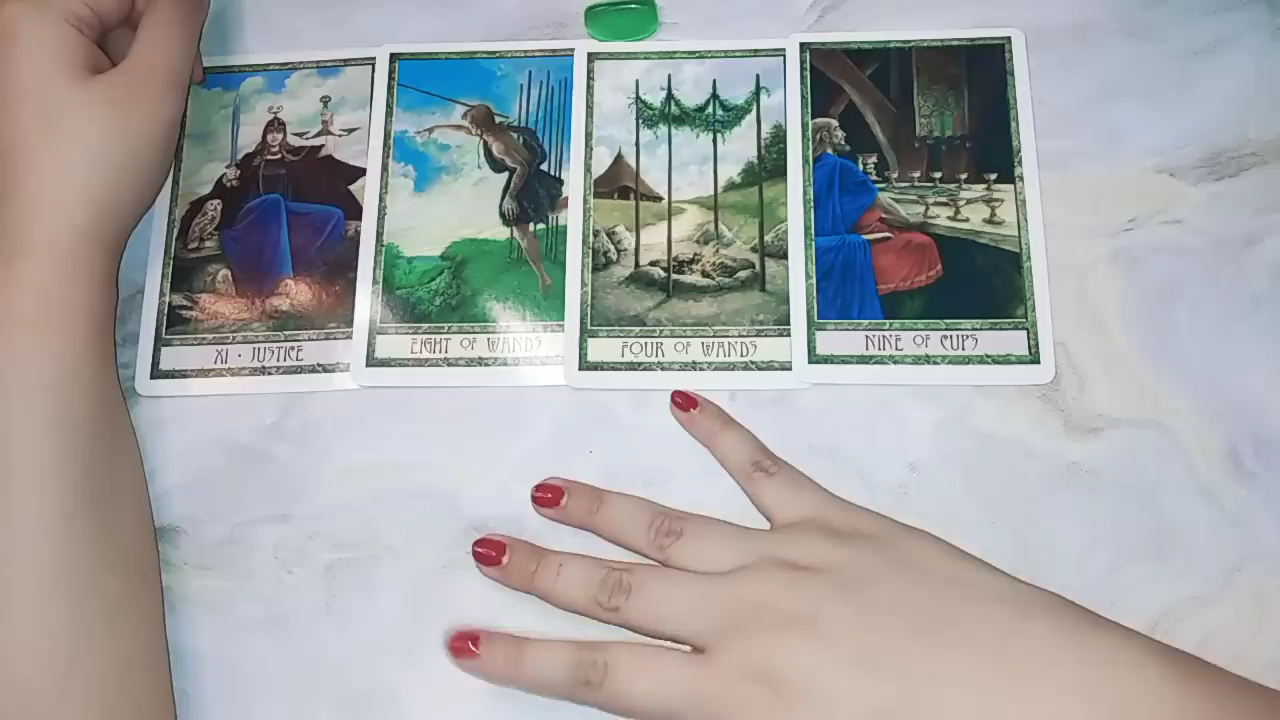 XI · JUSTICE
EIGHT OF WANDS
FOUR OF WANDS
NINE OF CUPS